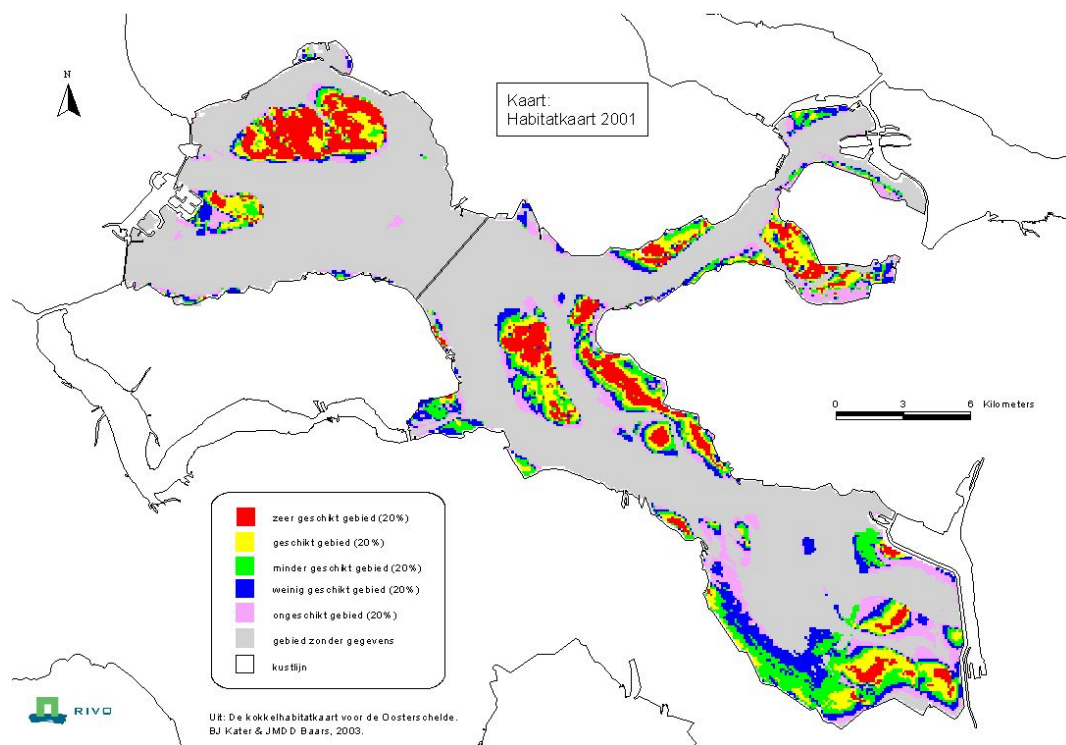 N
Kaart:
Habitatkaart 2001
0 3 6 Kilometers
zeer geschikt gebied (20%)
geschikt gebied (20%)
minder geschikt gebied (20%)
weinig geschikt gebied (20%)
ongeschikt gebied (20%)
gebied zonder gegevens
kustlijn
RIVO
Uit: De kokkelhabitatkaart voor de Oosterschelde.
BJ Kater & JMDD Baars, 2003.